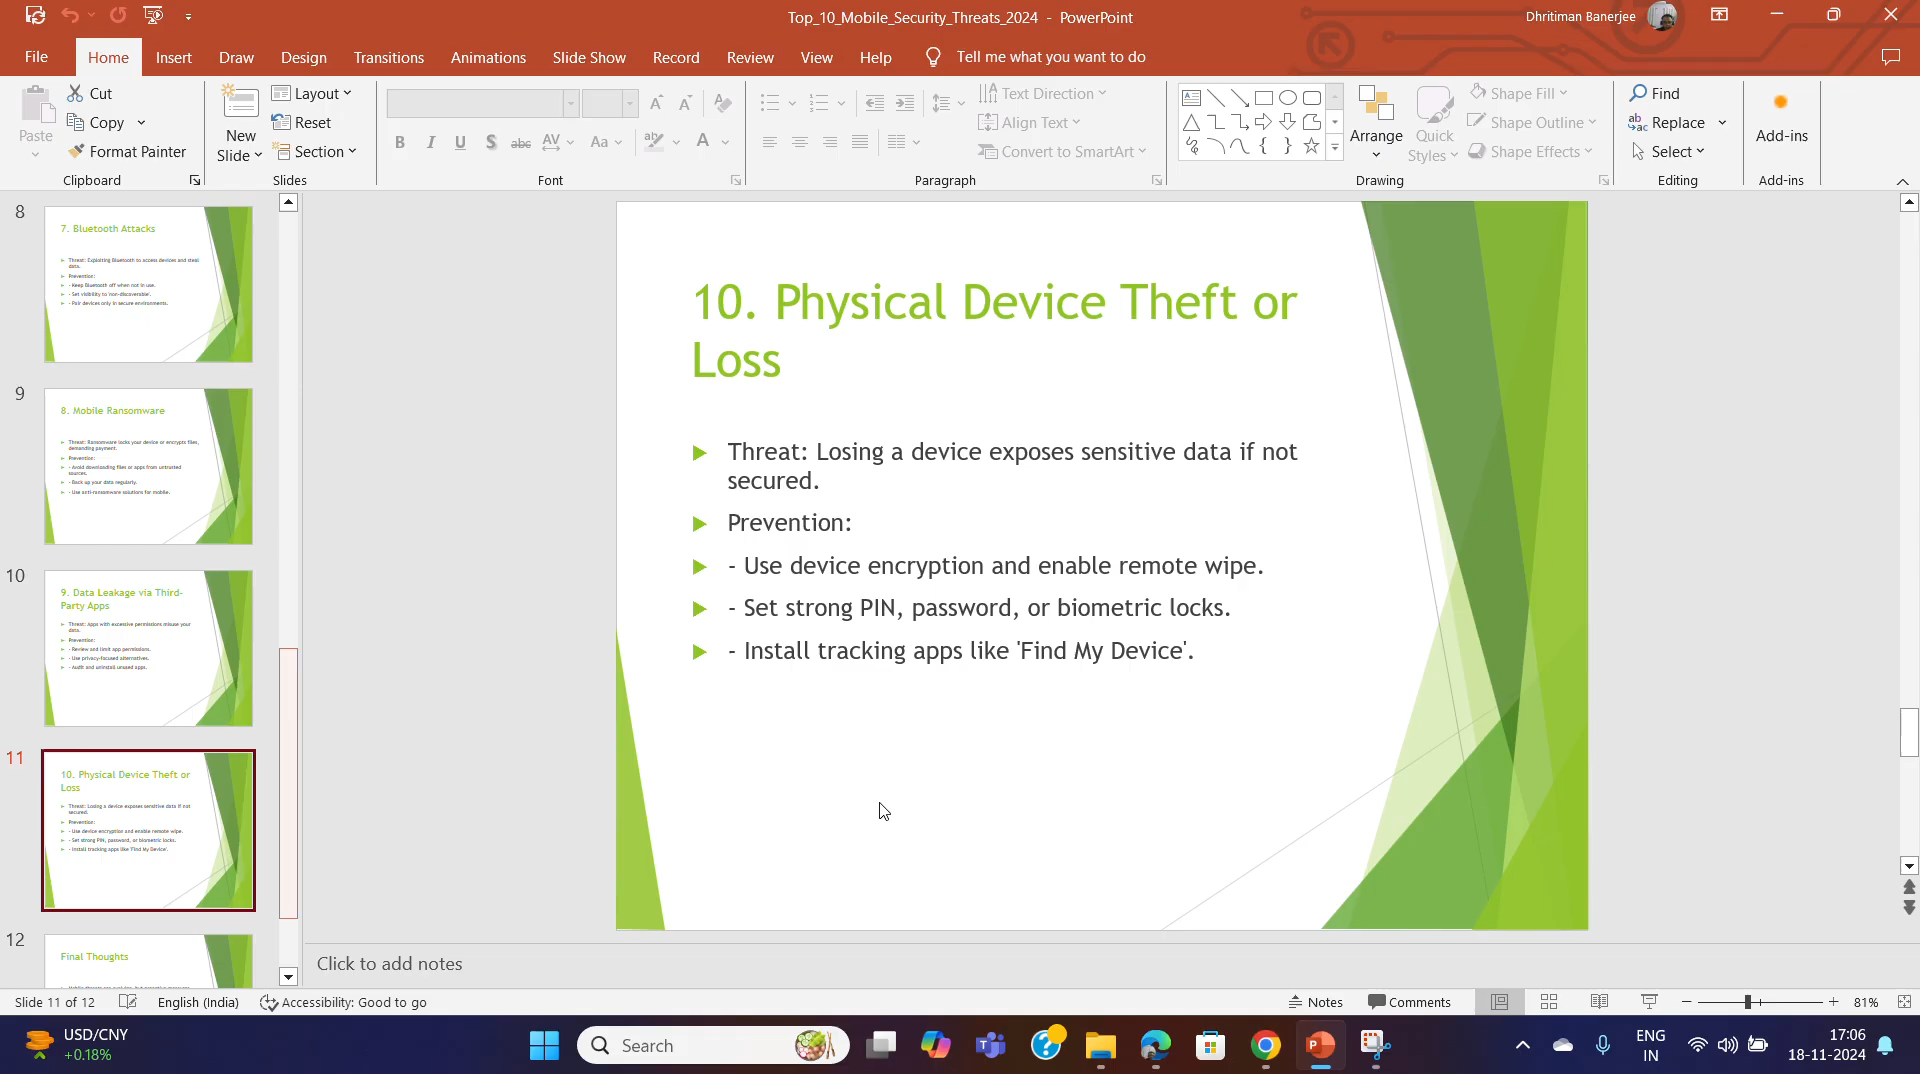 Top_10_Mobile_Security_Threats_2024 - PowerPoint
Dhritiman Banerjee
File
Home
Insert
Draw
Design
Transitions
Animations
Slide Show
Record
Review
View
Help
Tell me what you want to do
Paste
Cut
Copy
Format Painter
Clipboard
New
Slide
Layout
Reset
Section
Slides
B I U S abc AV Aa A
Font
Paragraph
Text Direction
Align Text
Convert to SmartArt
Arrange
Quick
Styles
Shape Fill
Shape Outline
Shape Effects
Drawing
Find
Replace
Select
Editing
Add-ins
Add-ins
8
7. Bluetooth Attacks
Threat: Exploiting Bluetooth to access devices and steal
data.
Prevention:
- Keep Bluetooth off when not in use.
- Set visibility to 'non-discoverable'.
- Pair devices only in secure environments.
9
8. Mobile Ransomware
Threat: Ransomware locks your device or encrypts files,
demanding payment.
Prevention:
- Avoid downloading files or apps from untrusted
sources.
- Back up your data regularly.
- Use anti-ransomware solutions for mobile.
10
9. Data Leakage via Third-
Party Apps
Threat: Apps with excessive permissions misuse your
data.
Prevention:
- Review and limit app permissions.
- Use privacy-focused alternatives.
- Audit and uninstall unused apps.
11
10. Physical Device Theft or
Loss
Threat: Losing a device exposes sensitive data if not
secured.
Prevention:
- Use device encryption and enable remote wipe.
- Set strong PIN, password, or biometric locks.
- Install tracking apps like 'Find My Device'.
12
Final Thoughts
10. Physical Device Theft or
Loss
Threat: Losing a device exposes sensitive data if not
secured.
Prevention:
- Use device encryption and enable remote wipe.
- Set strong PIN, password, or biometric locks.
- Install tracking apps like 'Find My Device'.
Click to add notes
Slide 11 of 12
English (India)
Accessibility: Good to go
Notes
Comments
81%
USD/CNY
+0.18%
Search
ENG
IN
17:06
18-11-2024